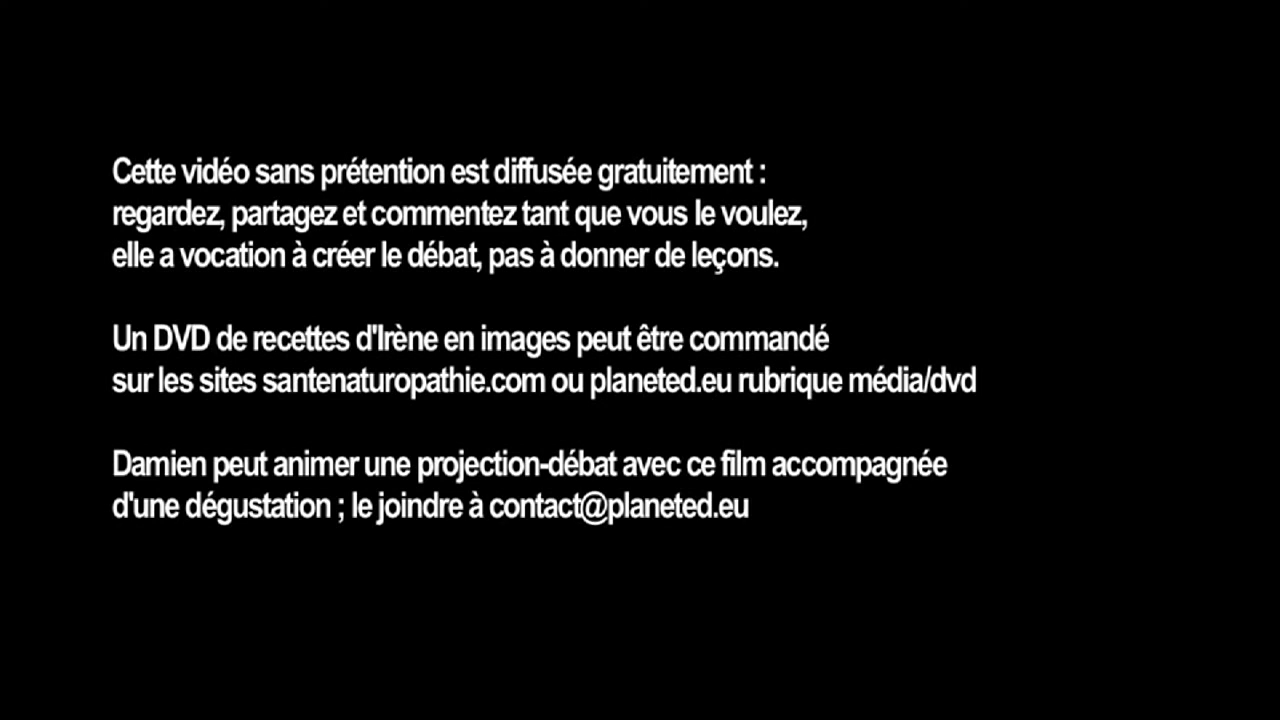 Cette vidéo sans prétention est diffusée gratuitement :
regardez, partagez et commentez tant que vous le voulez,
elle a vocation à créer le débat, pas à donner de leçons.
Un DVD de recettes d'Irène en images peut être commandé
sur les sites santenaturopathie.com ou planeted.eu rubrique média/dvd
Damien peut animer une projection-débat avec ce film accompagnée
d'une dégustation ; le joindre à contact@planeted.eu